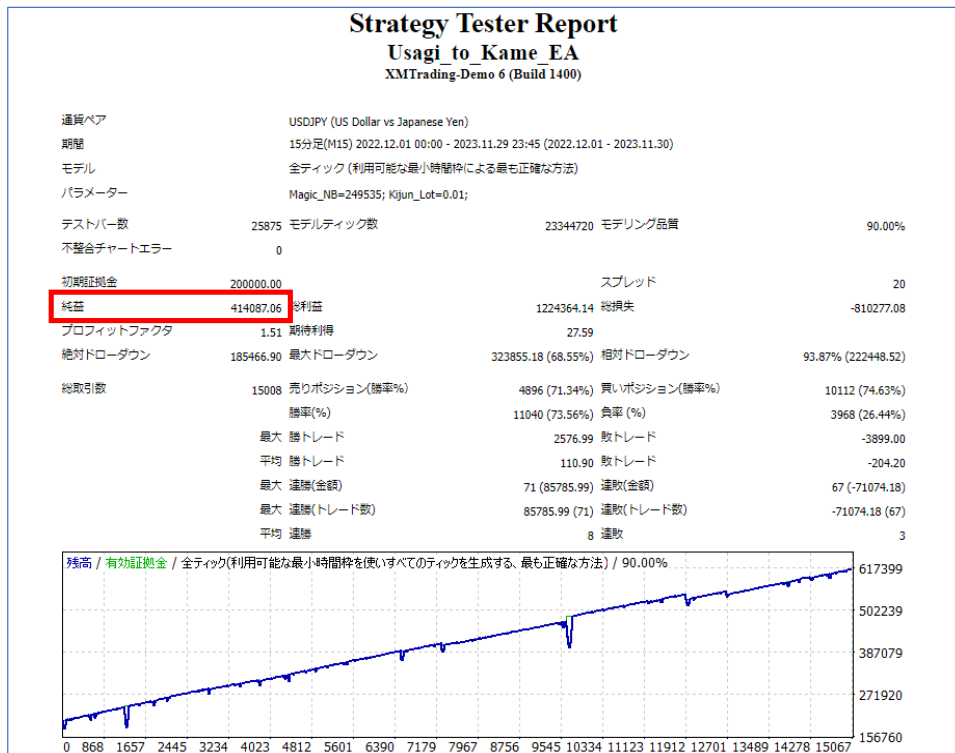 Strategy Tester Report
Usagi_to_Kame_EA
XMTrading-Demo 6 (Build 1400)
通貨ペア USDJPY (US Dollar vs Japanese Yen)
期間 15分足(M15) 2022.12.01 00:00 - 2023.11.29 23:45 (2022.12.01 - 2023.11.30)
モデル 全ティック (利用可能な最小時間枠による最も正確な方法)
パラメーター Magic_NB=249535; Kijun_Lot=0.01;
テストバー数 25875 モデルティック数 23344720 モデリング品質 90.00%
不整合チャートエラー 0
初期証拠金 200000.00 スプレッド 20
純益 414087.06 総利益 1224364.14 総損失 -810277.08
プロフィットファクタ 1.51 期待利得 27.59
絶対ドローダウン 185466.90 最大ドローダウン 323855.18 (68.55%) 相対ドローダウン 93.87% (222448.52)
総取引数 15008 売りポジション(勝率%) 4896 (71.34%) 買いポジション(勝率%) 10112 (74.63%)
勝率(%) 11040 (73.56%) 負率 (%) 3968 (26.44%)
最大 勝トレード 2576.99 敗トレード -3899.00
平均 勝トレード 110.90 敗トレード -204.20
最大 連勝(金額) 71 (85785.99) 連敗(金額) 67 (-71074.18)
最大 連勝(トレード数) 85785.99 (71) 連敗(トレード数) -71074.18 (67)
平均 連勝 8 連敗 3
残高 / 有効証拠金 / 全ティック(利用可能な最小時間枠を使いすべてのティックを生成する、最も正確な方法) / 90.00%
617399
502239
387079
271920
156760
0 868 1657 2445 3234 4023 4812 5601 6390 7179 7967 8756 9545 10334 11123 11912 12701 13489 14278 15067